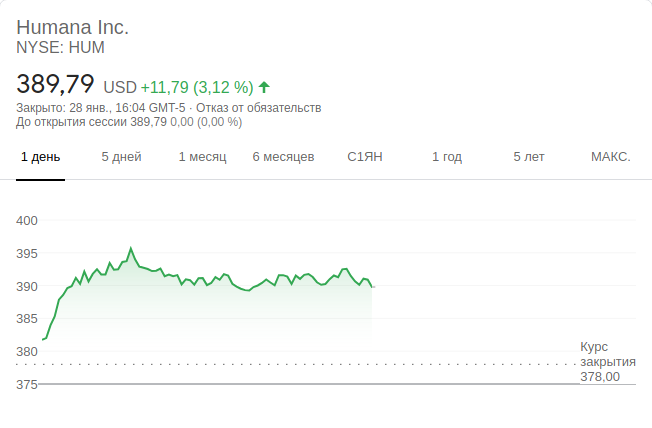 Humana Inc.
NYSE: HUM
389,79 USD +11,79 (3,12 %)
Закрыто: 28 янв., 16:04 GMT-5 · Отказ от обязательств
До открытия сессии 389,79 0,00 (0,00 %)
1 день 5 дней 1 месяц 6 месяцев С1ЯН 1 год 5 лет МАКС.
400
395
390
385
380
375
Курс
закрытия
378,00